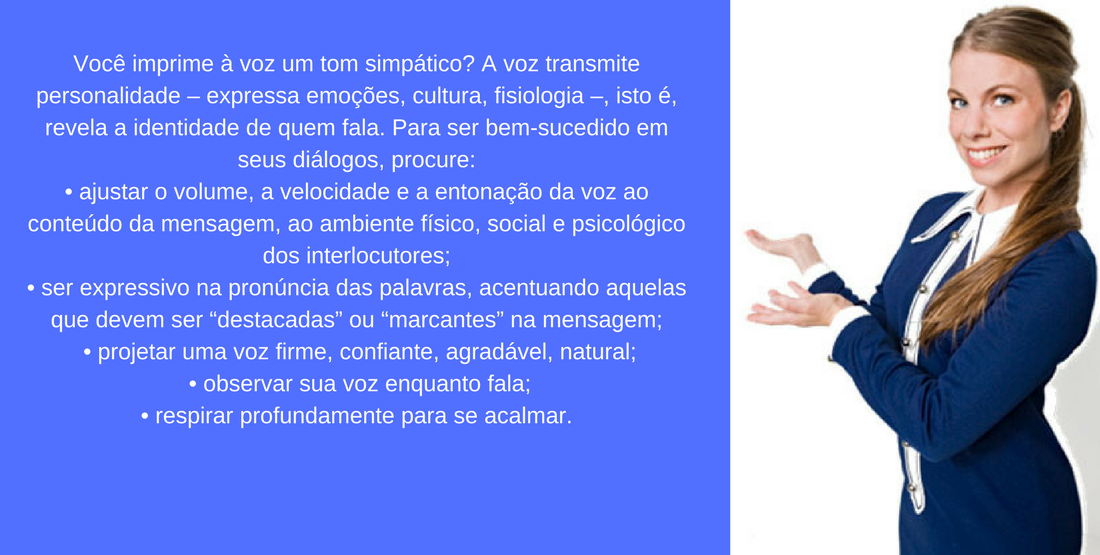 Você imprime à voz um tom simpático? A voz transmite
personalidade – expressa emoções, cultura, fisiologia –, isto é,
revela a identidade de quem fala. Para ser bem-sucedido em
seus diálogos, procure:
• ajustar o volume, a velocidade e a entonação da voz ao
conteúdo da mensagem, ao ambiente físico, social e psicológico
dos interlocutores;
• ser expressivo na pronúncia das palavras, acentuando aquelas
que devem ser “destacadas” ou “marcantes” na mensagem;
• projetar uma voz firme, confiante, agradável, natural;
• observar sua voz enquanto fala;
• respirar profundamente para se acalmar.